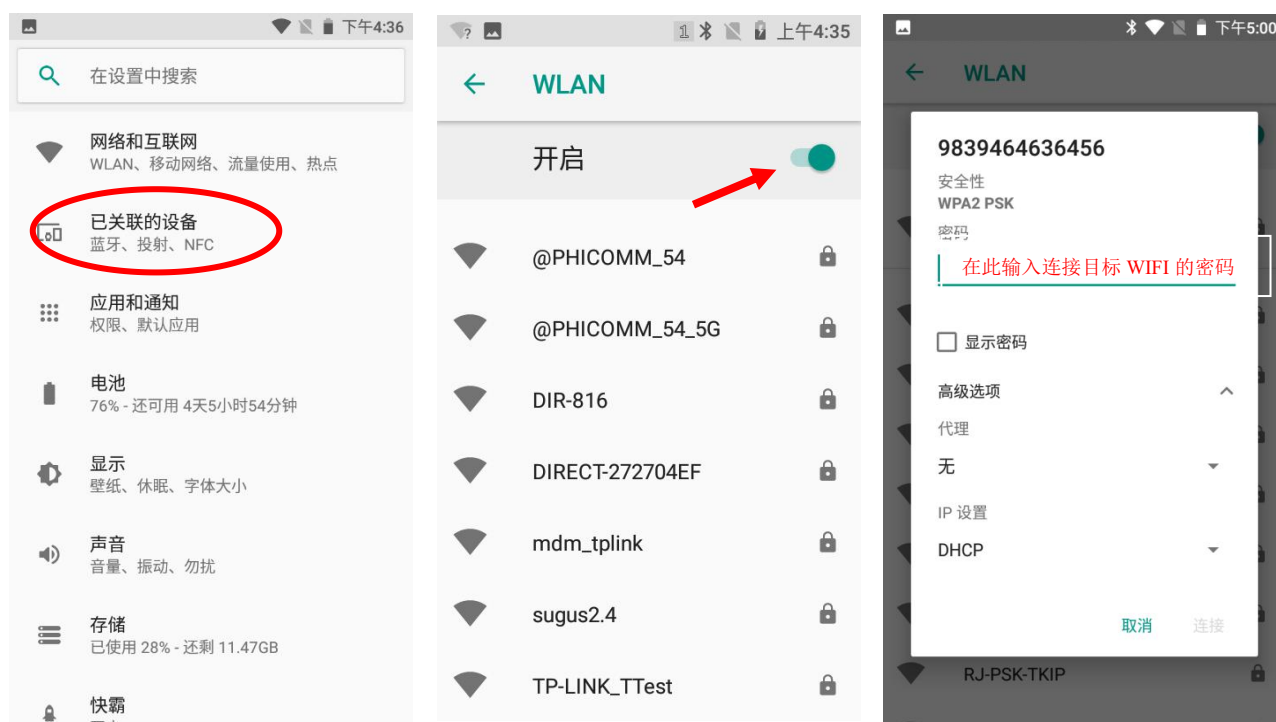 下午4:36
在设置中搜索
网络和互联网
WLAN、移动网络、流量使用、热点
已关联的设备
蓝牙、投射、NFC
应用和通知
权限、默认应用
电池
76% - 还可用 4天5小时54分钟
显示
壁纸、休眠、字体大小
声音
音量、振动、勿扰
存储
已使用 28% - 还剩 11.47GB
快霸
?
1
上午4:35
WLAN
开启
@PHICOMM_54
@PHICOMM_54_5G
DIR-816
DIRECT-272704EF
mdm_tplink
sugus2.4
TP-LINK_TTest
下午5:00
WLAN
9839464636456
安全性
WPA2 PSK
密码
在此输入连接目标 WIFI 的密码
显示密码
高级选项
代理
无
IP 设置
DHCP
取消 连接
RJ-PSK-TKIP